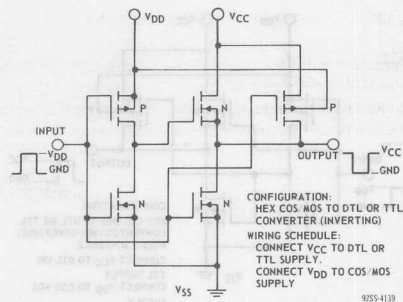 VDD
VCC
P
N
P
INPUT
VDD
GND
OUTPUT
VCC
GND
N
N
CONFIGURATION:
HEX COS/MOS TO DTL OR TTL
CONVERTER (INVERTING)
WIRING SCHEDULE:
CONNECT VCC TO DTL OR
TTL SUPPLY.
CONNECT VDD TO COS/MOS
SUPPLY
VSS
92SS-4139